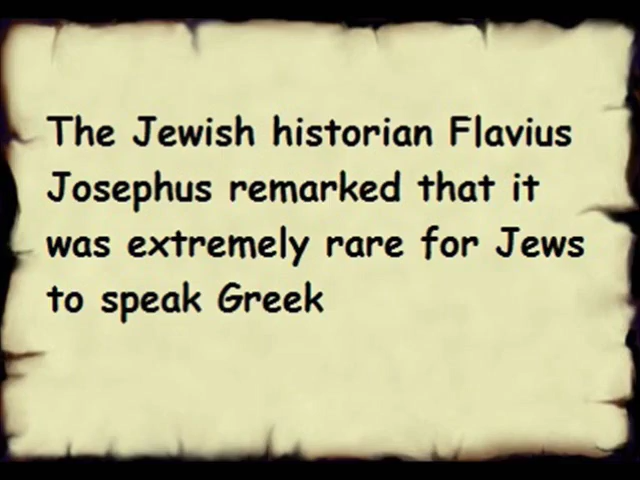 The Jewish historian Flavius
Josephus remarked that it
was extremely rare for Jews
to speak Greek